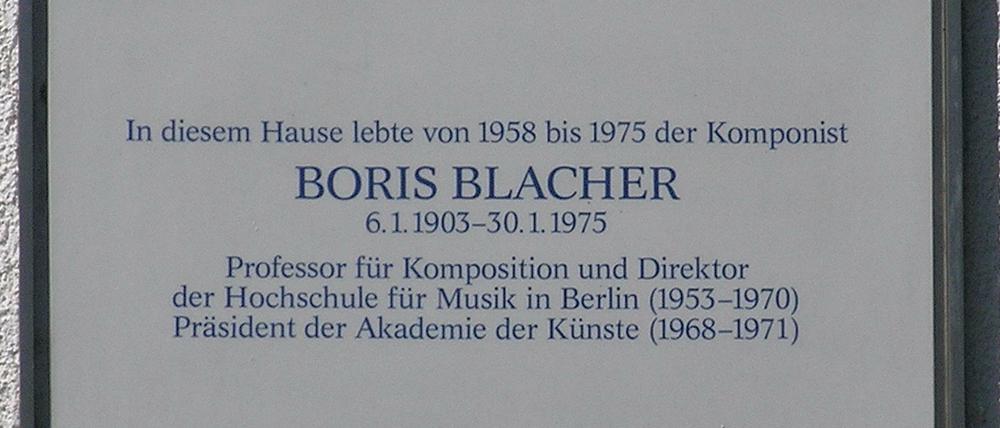 In diesem Hause lebte von 1958 bis 1975 der Komponist
BORIS BLACHER
6.1.1903–30.1.1975
Professor für Komposition und Direktor
der Hochschule für Musik in Berlin (1953–1970)
Präsident der Akademie der Künste (1968–1971)